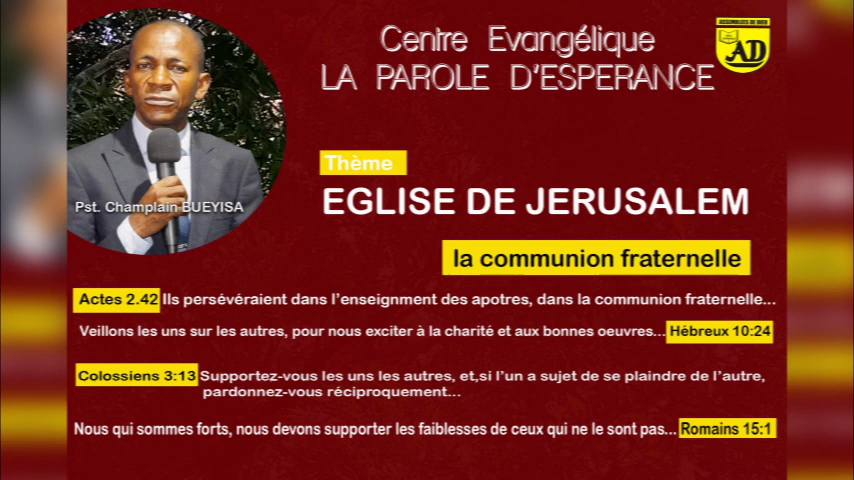 Centre Evangélique
LA PAROLE D'ESPERANCE
ASSEMBLEES DE DIEU
AD
Pst. Champlain BUEYISA
Thème
EGLISE DE JERUSALEM
la communion fraternelle
Actes 2.42 Ils persévéraient dans l'enseignment des apotres, dans la communion fraternelle...
Veillons les uns sur les autres, pour nous exciter à la charité et aux bonnes oeuvres... Hébreux 10:24
Colossiens 3:13 Supportez-vous les uns les autres, et,si l'un a sujet de se plaindre de l'autre,
pardonnez-vous réciproquement...
Nous qui sommes forts, nous devons supporter les faiblesses de ceux qui ne le sont pas... Romains 15:1